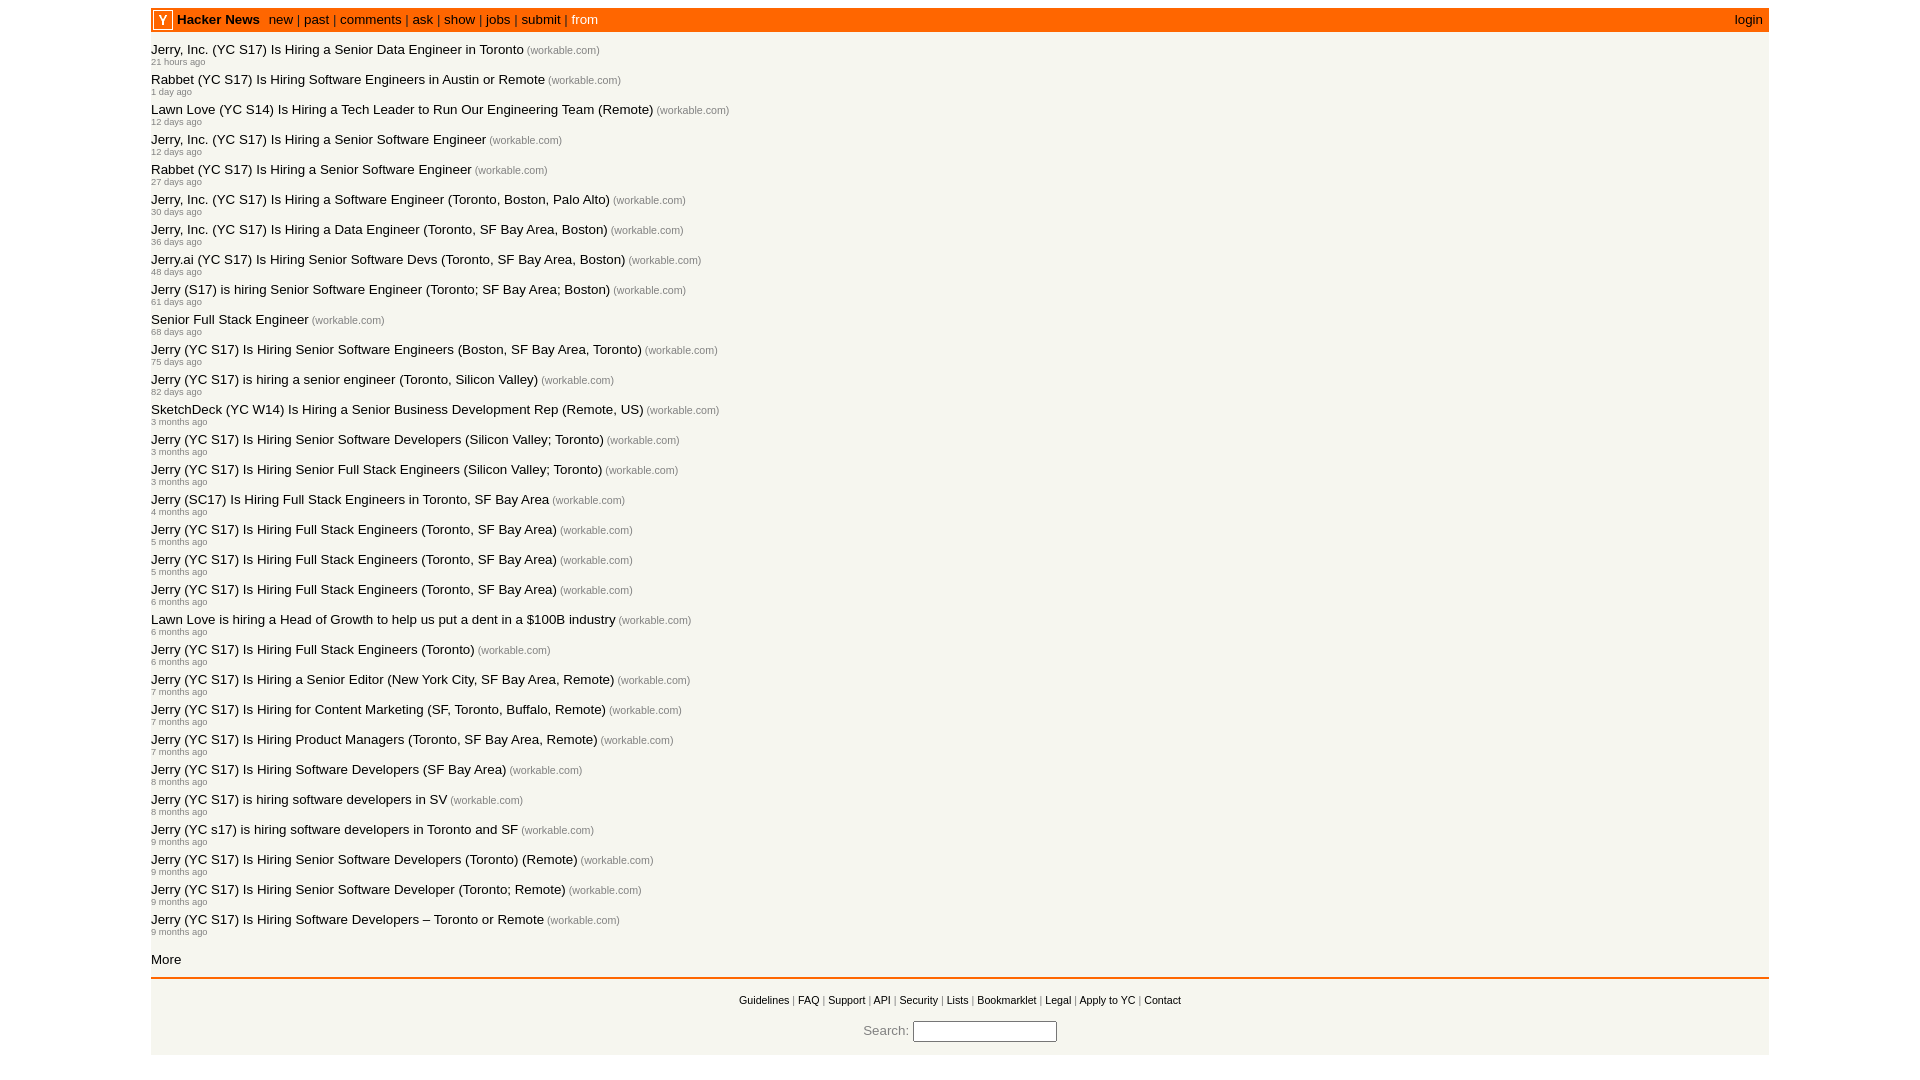 Y Hacker News new | past | comments | ask | show | jobs | submit | from login
Jerry, Inc. (YC S17) Is Hiring a Senior Data Engineer in Toronto (workable.com)
21 hours ago
Rabbet (YC S17) Is Hiring Software Engineers in Austin or Remote (workable.com)
1 day ago
Lawn Love (YC S14) Is Hiring a Tech Leader to Run Our Engineering Team (Remote) (workable.com)
12 days ago
Jerry, Inc. (YC S17) Is Hiring a Senior Software Engineer (workable.com)
12 days ago
Rabbet (YC S17) Is Hiring a Senior Software Engineer (workable.com)
27 days ago
Jerry, Inc. (YC S17) Is Hiring a Software Engineer (Toronto, Boston, Palo Alto) (workable.com)
30 days ago
Jerry, Inc. (YC S17) Is Hiring a Data Engineer (Toronto, SF Bay Area, Boston) (workable.com)
36 days ago
Jerry.ai (YC S17) Is Hiring Senior Software Devs (Toronto, SF Bay Area, Boston) (workable.com)
48 days ago
Jerry (S17) is hiring Senior Software Engineer (Toronto; SF Bay Area; Boston) (workable.com)
61 days ago
Senior Full Stack Engineer (workable.com)
68 days ago
Jerry (YC S17) Is Hiring Senior Software Engineers (Boston, SF Bay Area, Toronto) (workable.com)
75 days ago
Jerry (YC S17) is hiring a senior engineer (Toronto, Silicon Valley) (workable.com)
82 days ago
SketchDeck (YC W14) Is Hiring a Senior Business Development Rep (Remote, US) (workable.com)
3 months ago
Jerry (YC S17) Is Hiring Senior Software Developers (Silicon Valley; Toronto) (workable.com)
3 months ago
Jerry (YC S17) Is Hiring Senior Full Stack Engineers (Silicon Valley; Toronto) (workable.com)
3 months ago
Jerry (SC17) Is Hiring Full Stack Engineers in Toronto, SF Bay Area (workable.com)
4 months ago
Jerry (YC S17) Is Hiring Full Stack Engineers (Toronto, SF Bay Area) (workable.com)
5 months ago
Jerry (YC S17) Is Hiring Full Stack Engineers (Toronto, SF Bay Area) (workable.com)
5 months ago
Jerry (YC S17) Is Hiring Full Stack Engineers (Toronto, SF Bay Area) (workable.com)
6 months ago
Lawn Love is hiring a Head of Growth to help us put a dent in a $100B industry (workable.com)
6 months ago
Jerry (YC S17) Is Hiring Full Stack Engineers (Toronto) (workable.com)
6 months ago
Jerry (YC S17) Is Hiring a Senior Editor (New York City, SF Bay Area, Remote) (workable.com)
7 months ago
Jerry (YC S17) Is Hiring for Content Marketing (SF, Toronto, Buffalo, Remote) (workable.com)
7 months ago
Jerry (YC S17) Is Hiring Product Managers (Toronto, SF Bay Area, Remote) (workable.com)
7 months ago
Jerry (YC S17) Is Hiring Software Developers (SF Bay Area) (workable.com)
8 months ago
Jerry (YC S17) is hiring software developers in SV (workable.com)
8 months ago
Jerry (YC s17) is hiring software developers in Toronto and SF (workable.com)
9 months ago
Jerry (YC S17) Is Hiring Senior Software Developers (Toronto) (Remote) (workable.com)
9 months ago
Jerry (YC S17) Is Hiring Senior Software Developer (Toronto; Remote) (workable.com)
9 months ago
Jerry (YC S17) Is Hiring Software Developers – Toronto or Remote (workable.com)
9 months ago
More
Guidelines | FAQ | Support | API | Security | Lists | Bookmarklet | Legal | Apply to YC | Contact
Search: